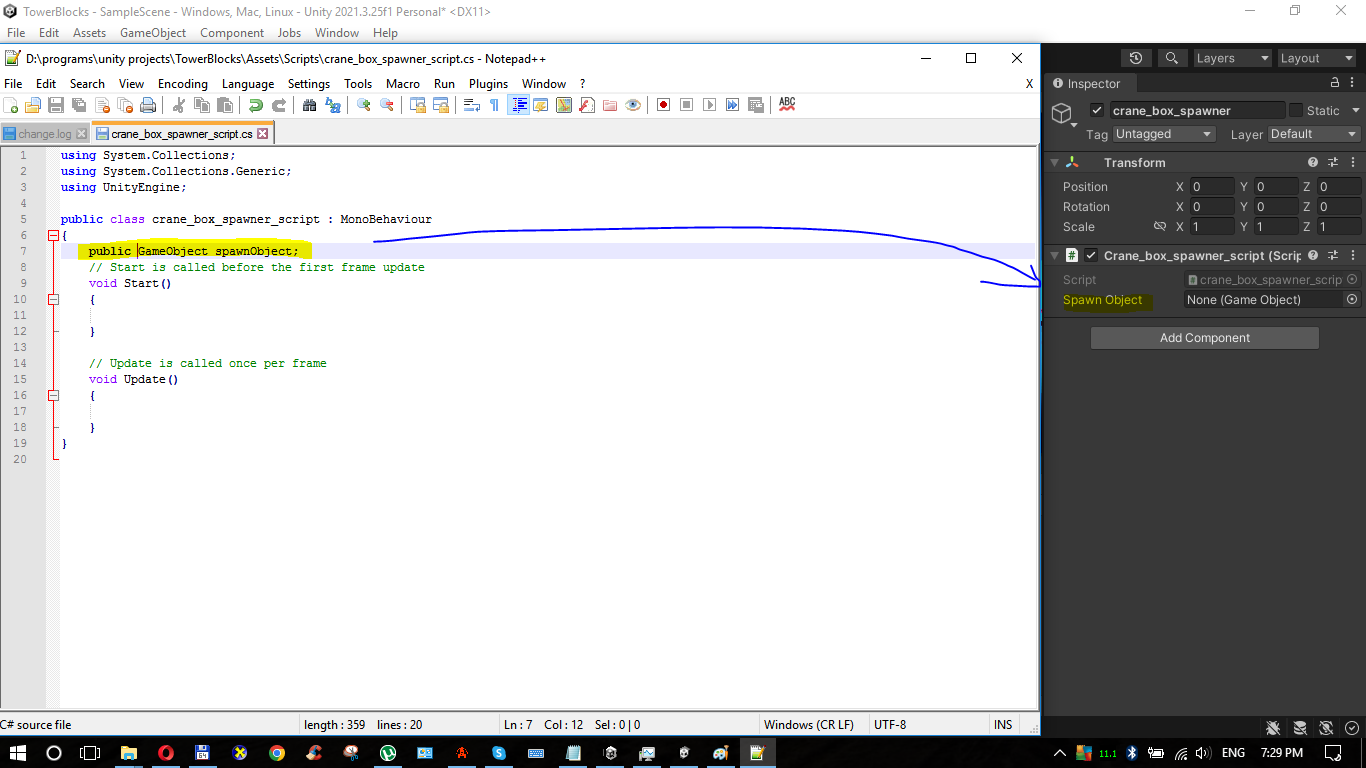 TowerBlocks - SampleScene - Windows, Mac, Linux - Unity 2021.3.25f1 Personal* <DX11>
File Edit Assets GameObject Component Jobs Window Help
D:\programs\unity projects\TowerBlocks\Assets\Scripts\crane_box_spawner_script.cs - Notepad++
File Edit Search View Encoding Language Settings Tools Macro Run Plugins Window ? X
ABC
change.log crane_box_spawner_script.cs
1 using System.Collections;
2 using System.Collections.Generic;
3 using UnityEngine;
4
5 public class crane_box_spawner_script : MonoBehaviour
6 {
7 public GameObject spawnObject;
8 // Start is called before the first frame update
9 void Start()
10 {
11
12 }
13
14 // Update is called once per frame
15 void Update()
16 {
17
18 }
19 }
20
C# source file length : 359 lines : 20 Ln : 7 Col : 12 Sel : 0 | 0 Windows (CR LF) UTF-8 INS
Layers Layout
Inspector
crane_box_spawner Static
Tag Untagged Layer Default
Transform
Position X 0 Y 0 Z 0
Rotation X 0 Y 0 Z 0
Scale X 1 Y 1 Z 1
# Crane_box_spawner_script (Scrip
Script crane_box_spawner_scrip
Spawn Object None (Game Object)
Add Component
64 11.1 ENG 7:29 PM